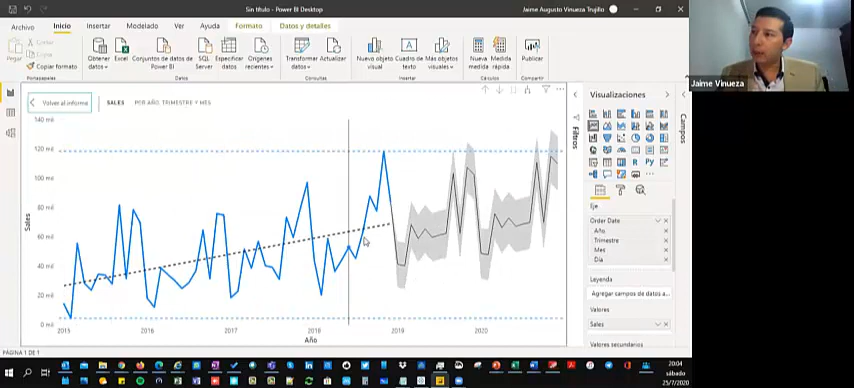 Sin título - Power BI Desktop
Jaime Augusto Vinueza Trujillo
Archivo Inicio Insertar Modelado Ver Ayuda Formato Datos y detalles
Pegar
Cortar
Copiar
Copiar formato
Obtener datos
Excel
Conjuntos de datos de Power BI
SQL Server
Especificar datos
Orígenes recientes
Transformar datos
Actualizar
Nuevo objeto visual
Cuadro de texto
Más objetos visuales
Nueva medida
Medida rápida
Publicar
Portapapeles Datos Consultas Insertar Cálculos Compartir
Jaime Vinueza
Volver al informe
SALES
POR AÑO, TRIMESTRE Y MES
140 mil
120 mil
100 mil
80 mil
60 mil
40 mil
20 mil
0 mil
Sales
2015 2016 2017 2018 2019 2020
Año
Filtros
Visualizaciones
Campos
R Py
Eje
Order Date
Año
Trimestre
Mes
Día
Leyenda
Agregar campos de datos a...
Valores
Sales
Valores secundarios
PÁGINA 1 DE 1
20:04
sábado
25/7/2020